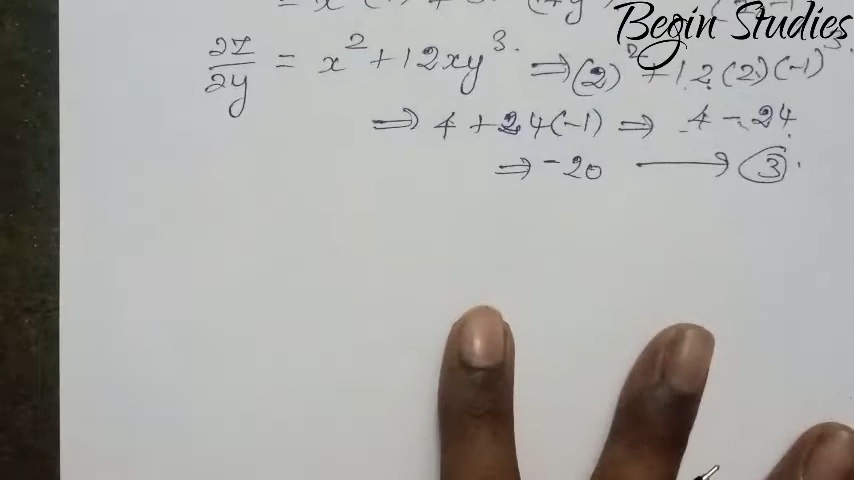 Begin Studies
∂z/∂y = x² + 12xy³. ⇒ (2)² + 12(2)(-1)³.
⇒ 4 + 24(-1) ⇒ 4 - 24
⇒ -20 ⟶ ③.